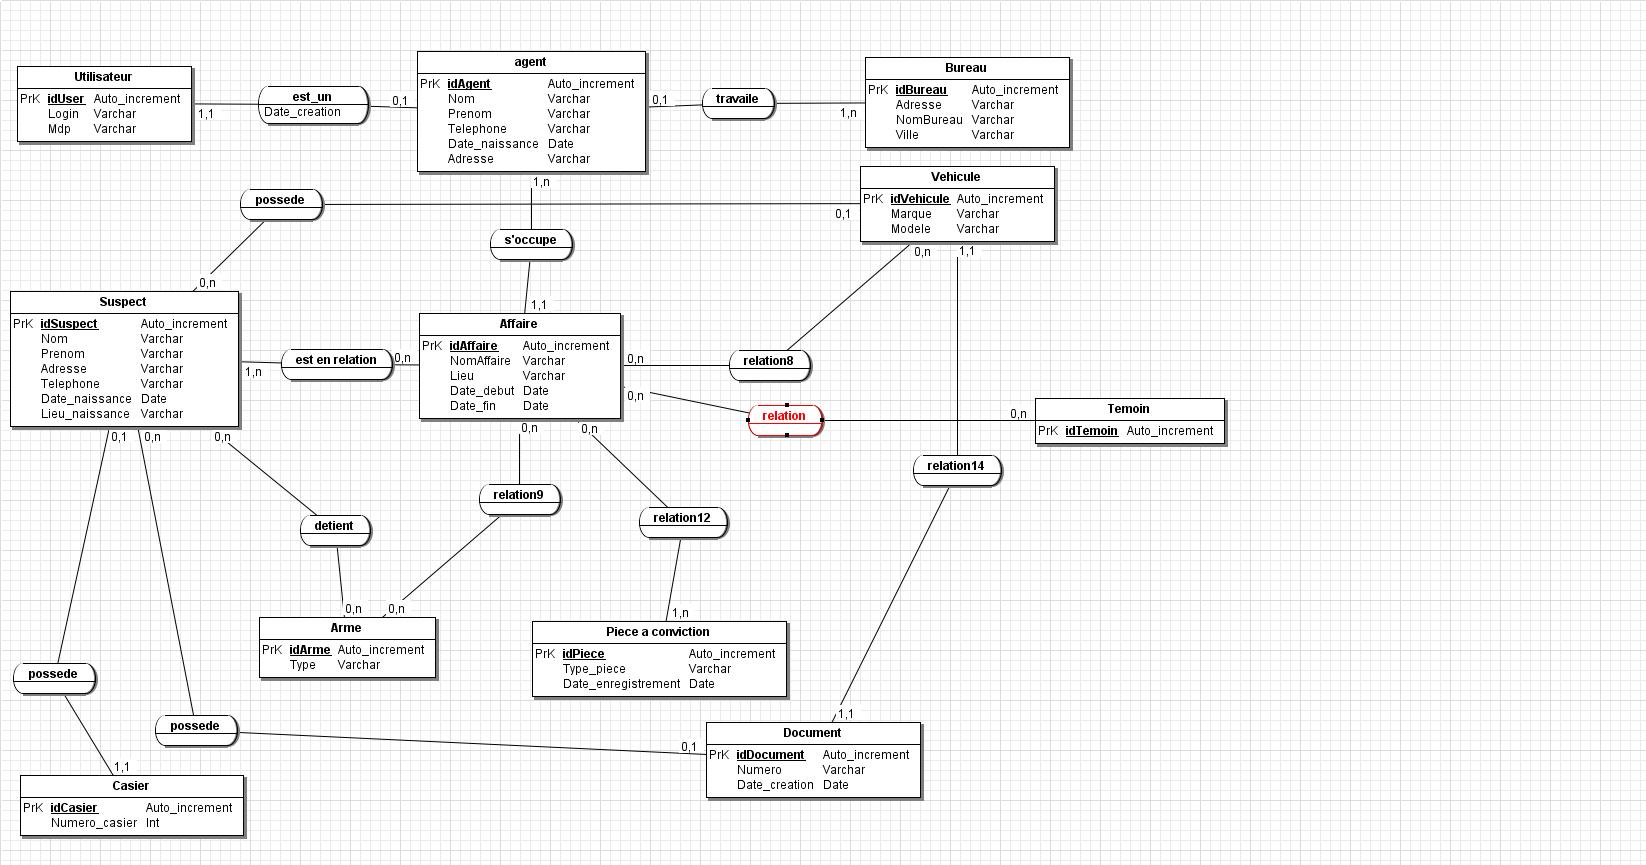 Utilisateur
PrK idUser Auto_increment
Login Varchar
Mdp Varchar
1,1
est_un
Date_creation
0,1
agent
PrK idAgent Auto_increment
Nom Varchar
Prenom Varchar
Telephone Varchar
Date_naissance Date
Adresse Varchar
0,1
travaile
1,n
Bureau
PrK idBureau Auto_increment
Adresse Varchar
NomBureau Varchar
Ville Varchar
1,n
possede
0,1
0,n
s'occupe
1,1
Vehicule
PrK idVehicule Auto_increment
Marque Varchar
Modele Varchar
0,n
1,1
Suspect
PrK idSuspect Auto_increment
Nom Varchar
Prenom Varchar
Adresse Varchar
Telephone Varchar
Date_naissance Date
Lieu_naissance Varchar
1,n
est en relation
0,n
Affaire
PrK idAffaire Auto_increment
NomAffaire Varchar
Lieu Varchar
Date_debut Date
Date_fin Date
0,n
relation8
0,n
relation
0,n
Temoin
PrK idTemoin Auto_increment
0,1
0,n
0,n
0,n
0,n
relation14
relation9
relation12
detient
0,n
0,n
1,n
Arme
PrK idArme Auto_increment
Type Varchar
Piece a conviction
PrK idPiece Auto_increment
Type_piece Varchar
Date_enregistrement Date
possede
possede
0,1
1,1
Document
PrK idDocument Auto_increment
Numero Varchar
Date_creation Date
1,1
Casier
PrK idCasier Auto_increment
Numero_casier Int